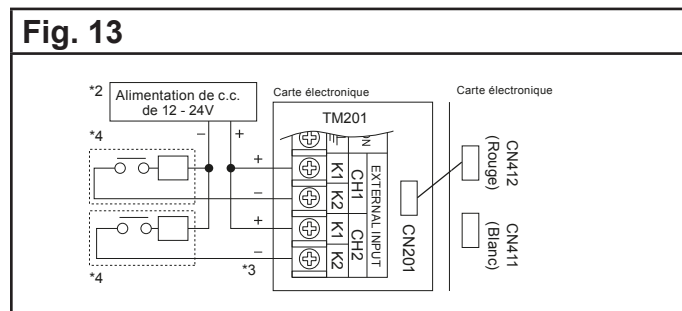 Fig. 13
*2
Alimentation de c.c.
de 12 - 24V
Carte électronique
Carte électronique
TM201
*4
–
+
+
K1
CH1
EXTERNAL INPUT
–
K2
+
K1
CH2
–
K2
*3
*4
CN201
CN412
(Rouge)
CN411
(Blanc)